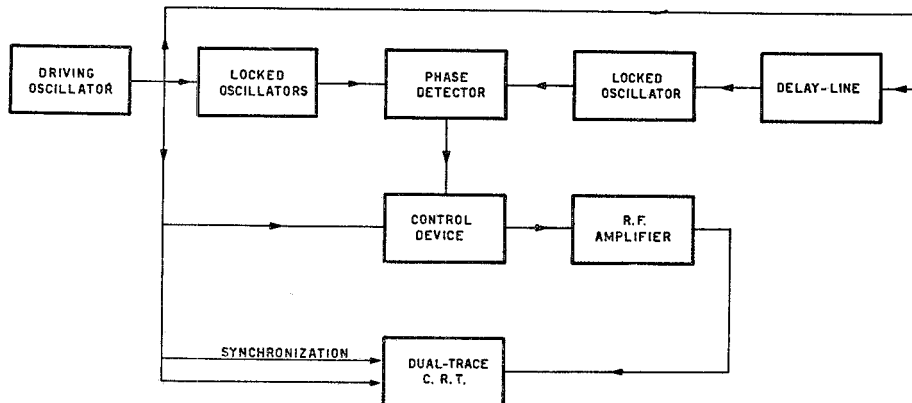 DRIVING
OSCILLATOR
LOCKED
OSCILLATORS
PHASE
DETECTOR
LOCKED
OSCILLATOR
DELAY-LINE
CONTROL
DEVICE
R.F.
AMPLIFIER
SYNCHRONIZATION
DUAL-TRACE
C. R. T.